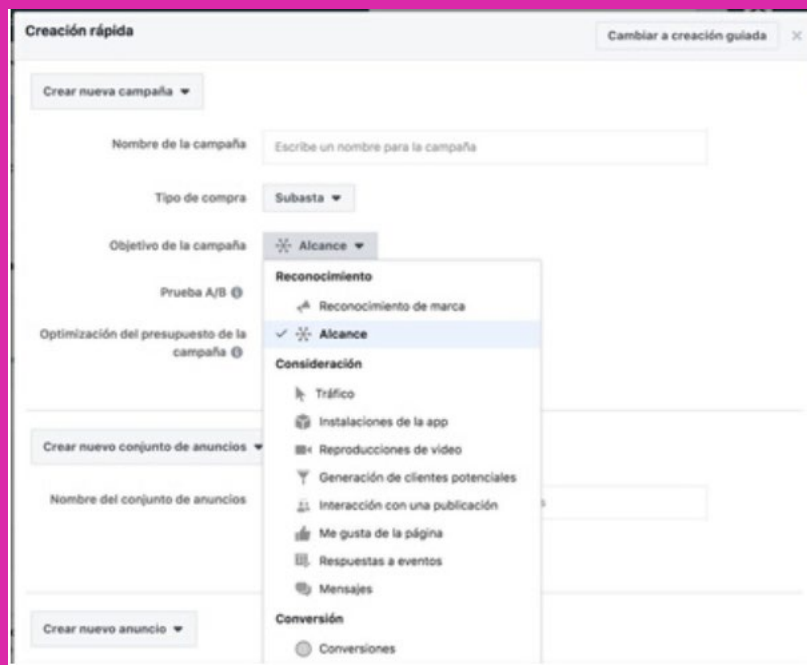 Creación rápida
Cambiar a creación guiada
Crear nueva campaña
Nombre de la campaña
Escribe un nombre para la campaña
Tipo de compra
Subasta
Objetivo de la campaña
Alcance
Reconocimiento
Prueba A/B
Reconocimiento de marca
Optimización del presupuesto de la
campaña
Alcance
Consideración
Tráfico
Instalaciones de la app
Crear nuevo conjunto de anuncios
Reproducciones de video
Generación de clientes potenciales
Nombre del conjunto de anuncios
Interacción con una publicación
s
Me gusta de la página
Respuestas a eventos
Mensajes
Conversión
Crear nuevo anuncio
Conversiones